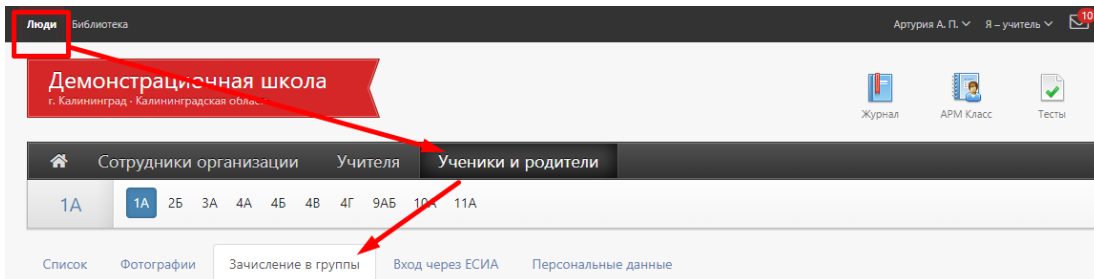 Люди Библиотека Артурия А. П. Я – учитель 10
Демонстрационная школа
г. Калининград · Калининградская область
Журнал АРМ Класс Тесты
Сотрудники организации Учителя Ученики и родители
1А 1А 2Б 3А 4А 4Б 4В 4Г 9АБ 10А 11А
Список Фотографии Зачисление в группы Вход через ЕСИА Персональные данные